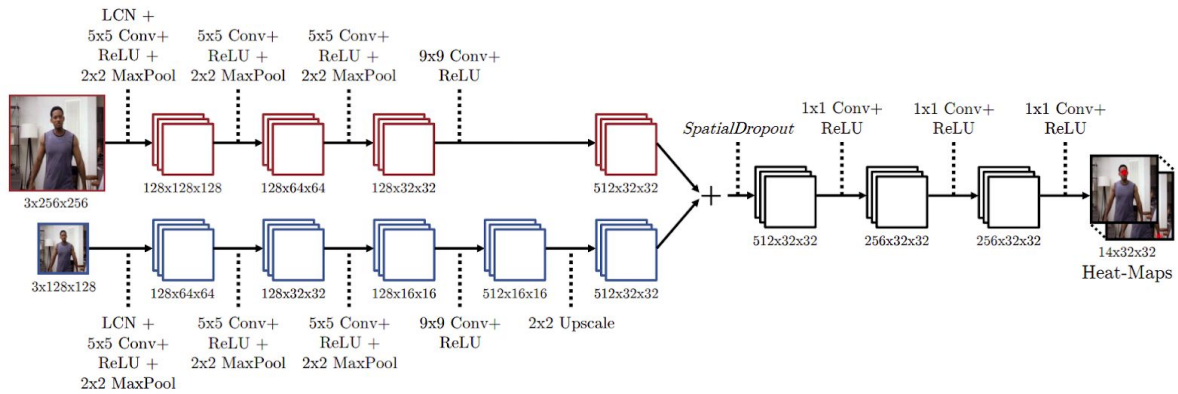 LCN +
5x5 Conv+
ReLU +
2x2 MaxPool
5x5 Conv+
ReLU +
2x2 MaxPool
5x5 Conv+
ReLU +
2x2 MaxPool
9x9 Conv+
ReLU
3x256x256
128x128x128
128x64x64
128x32x32
512x32x32
3x128x128
128x64x64
128x32x32
128x16x16
512x16x16
512x32x32
LCN +
5x5 Conv+
ReLU +
2x2 MaxPool
5x5 Conv+
ReLU +
2x2 MaxPool
5x5 Conv+
ReLU +
2x2 MaxPool
9x9 Conv+
ReLU
2x2 Upscale
+
SpatialDropout
1x1 Conv+
ReLU
1x1 Conv+
ReLU
1x1 Conv+
ReLU
512x32x32
256x32x32
256x32x32
14x32x32
Heat-Maps